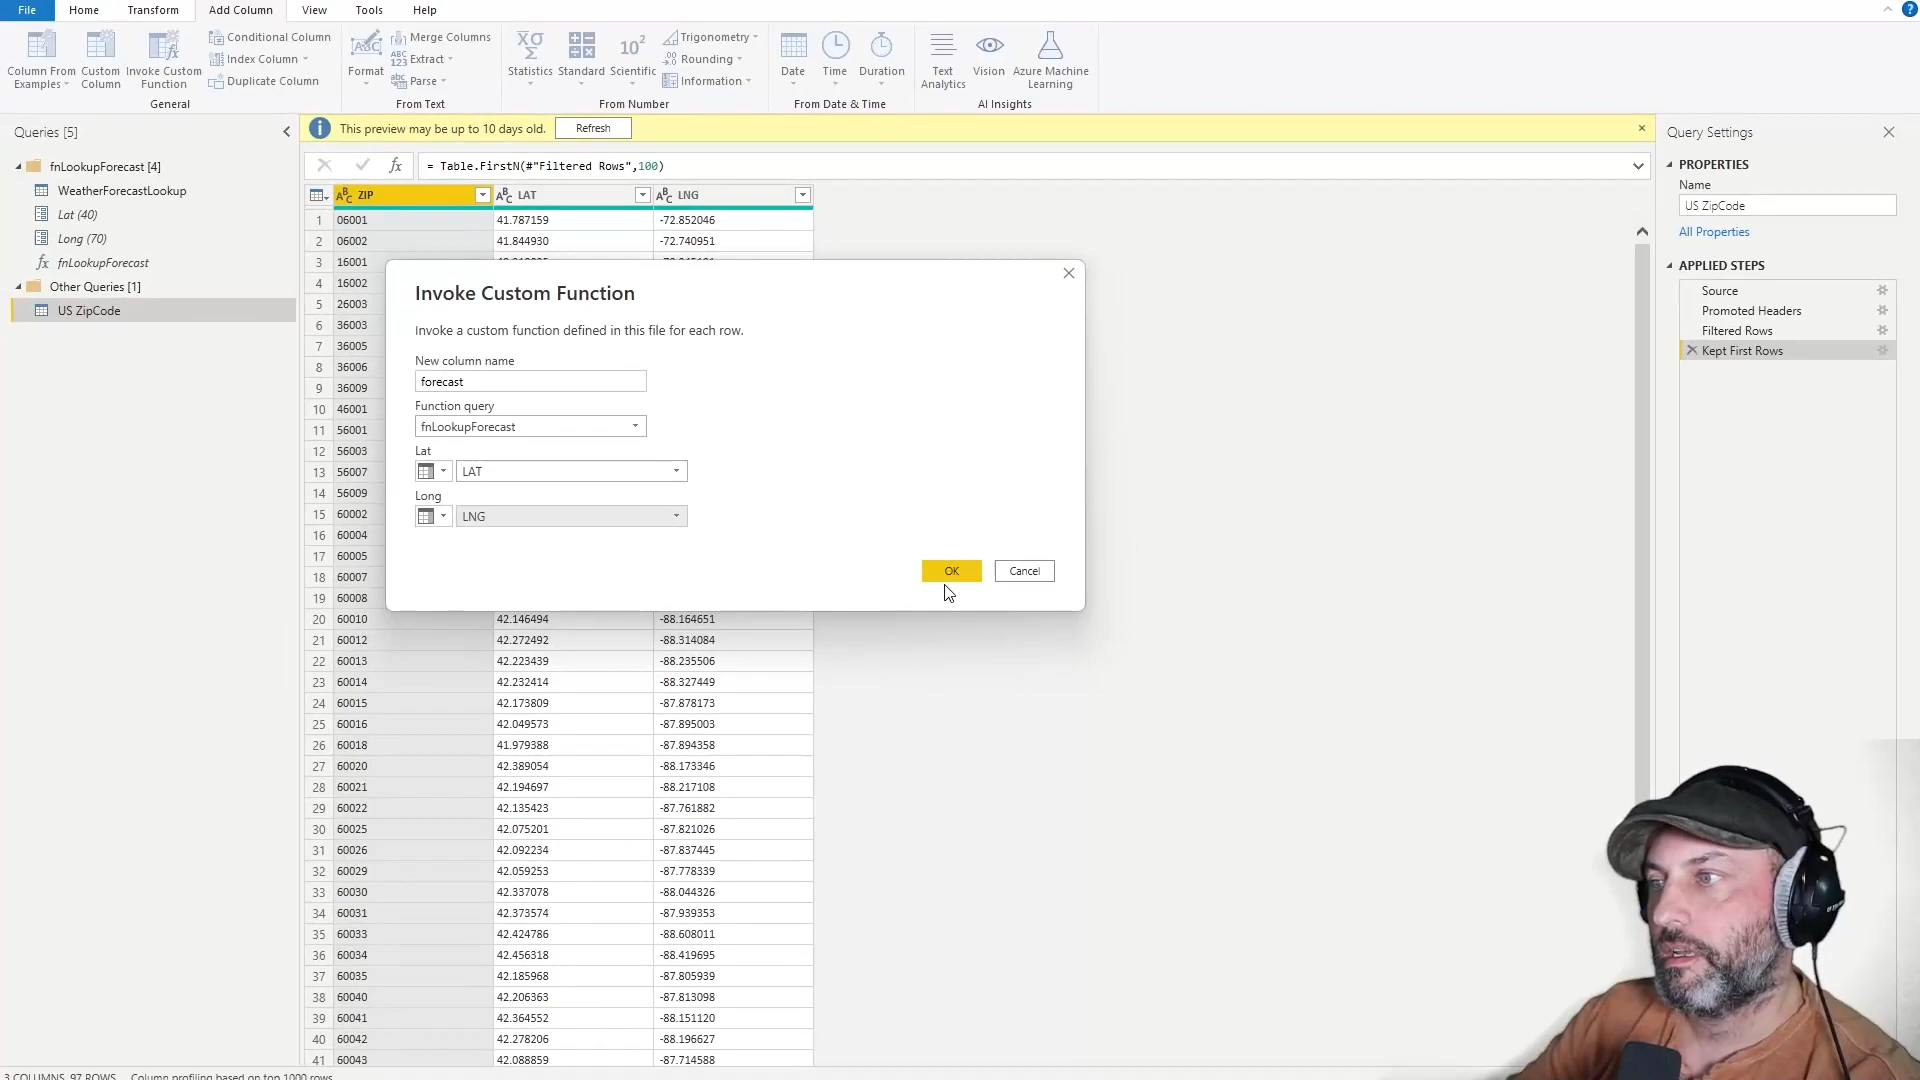 File Home Transform Add Column View Tools Help
Column From Examples
Custom Column
Invoke Custom Function
Conditional Column
Index Column
Duplicate Column
General
Format
Merge Columns
Extract
Parse
From Text
Statistics
Standard
Scientific
Trigonometry
Rounding
Information
From Number
Date
Time
Duration
From Date & Time
Text Analytics
Vision
Azure Machine Learning
AI Insights
Queries [5]
fnLookupForecast [4]
WeatherForecastLookup
Lat (40)
Long (70)
fnLookupForecast
Other Queries [1]
US ZipCode
This preview may be up to 10 days old. Refresh
= Table.FirstN(#"Filtered Rows",100)
ZIP LAT LNG
1 06001 41.787159 -72.852046
2 06002 41.844930 -72.740951
3 16001
4 16002
5 26003
6 36003
7 36005
8 36006
9 36009
10 46001
11 56001
12 56003
13 56007
14 56009
15 60002
16 60004
17 60005
18 60007
19 60008
20 60010 42.146494 -88.164651
21 60012 42.272492 -88.314084
22 60013 42.223439 -88.235506
23 60014 42.232414 -88.327449
24 60015 42.173809 -87.878173
25 60016 42.049573 -87.895003
26 60018 41.979388 -87.894358
27 60020 42.389054 -88.173346
28 60021 42.194697 -88.217108
29 60022 42.135423 -87.761882
30 60025 42.075201 -87.821026
31 60026 42.092234 -87.837445
32 60029 42.059253 -87.778339
33 60030 42.337078 -88.044326
34 60031 42.373574 -87.939353
35 60033 42.424786 -88.608011
36 60034 42.456318 -88.419695
37 60035 42.185968 -87.805939
38 60040 42.206363 -87.813098
39 60041 42.364552 -88.151120
40 60042 42.278206 -88.196627
41 60043 42.088859 -87.714588
Invoke Custom Function
Invoke a custom function defined in this file for each row.
New column name
forecast
Function query
fnLookupForecast
Lat
LAT
Long
LNG
OK Cancel
Query Settings
PROPERTIES
Name
US ZipCode
All Properties
APPLIED STEPS
Source
Promoted Headers
Filtered Rows
Kept First Rows
3 COLUMNS, 97 ROWS Column profiling based on top 1000 rows